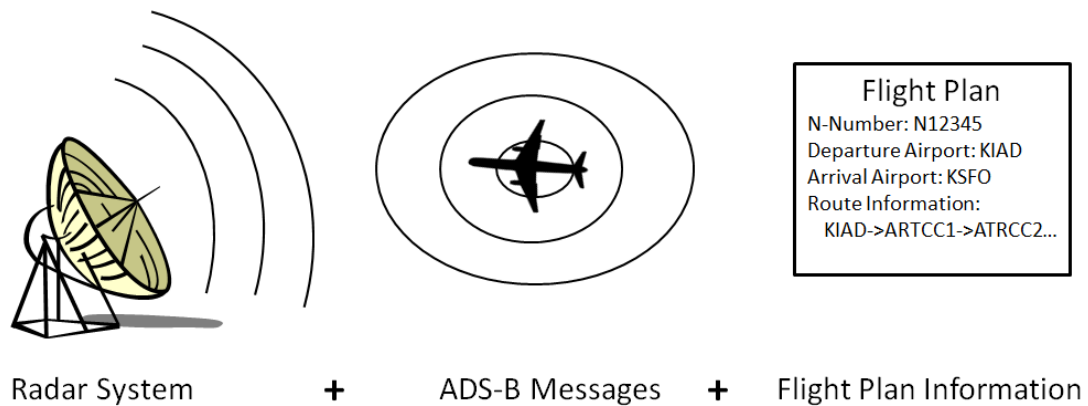 Flight Plan
N-Number: N12345
Departure Airport: KIAD
Arrival Airport: KSFO
Route Information:
KIAD->ARTCC1->ATRCC2...
Radar System + ADS-B Messages + Flight Plan Information